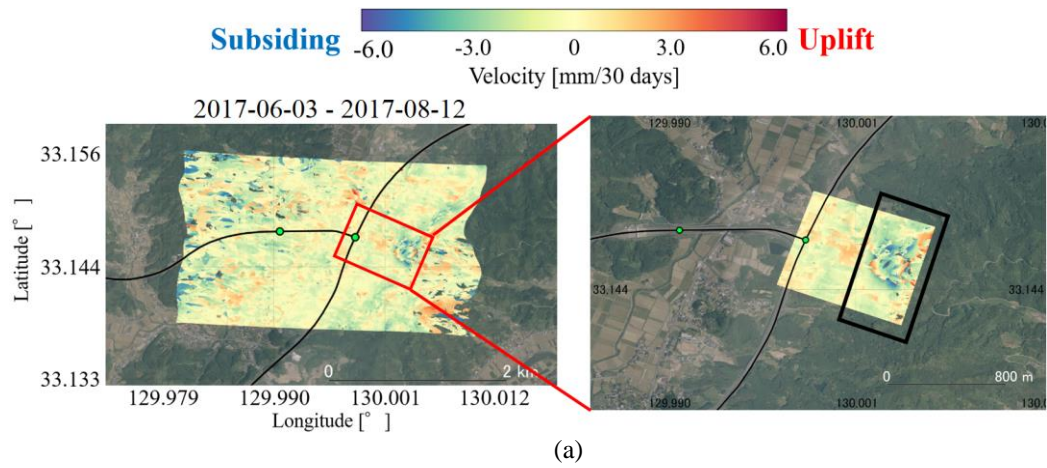 Subsiding
-6.0 -3.0 0 3.0 6.0
Uplift
Velocity [mm/30 days]
2017-06-03 - 2017-08-12
33.156
33.144
33.133
Latitude [°]
129.979 129.990 130.001 130.012
Longitude [°]
0 2 km
129.990 130.001
33.144 33.144
0 800 m
129.990 130.001
(a)